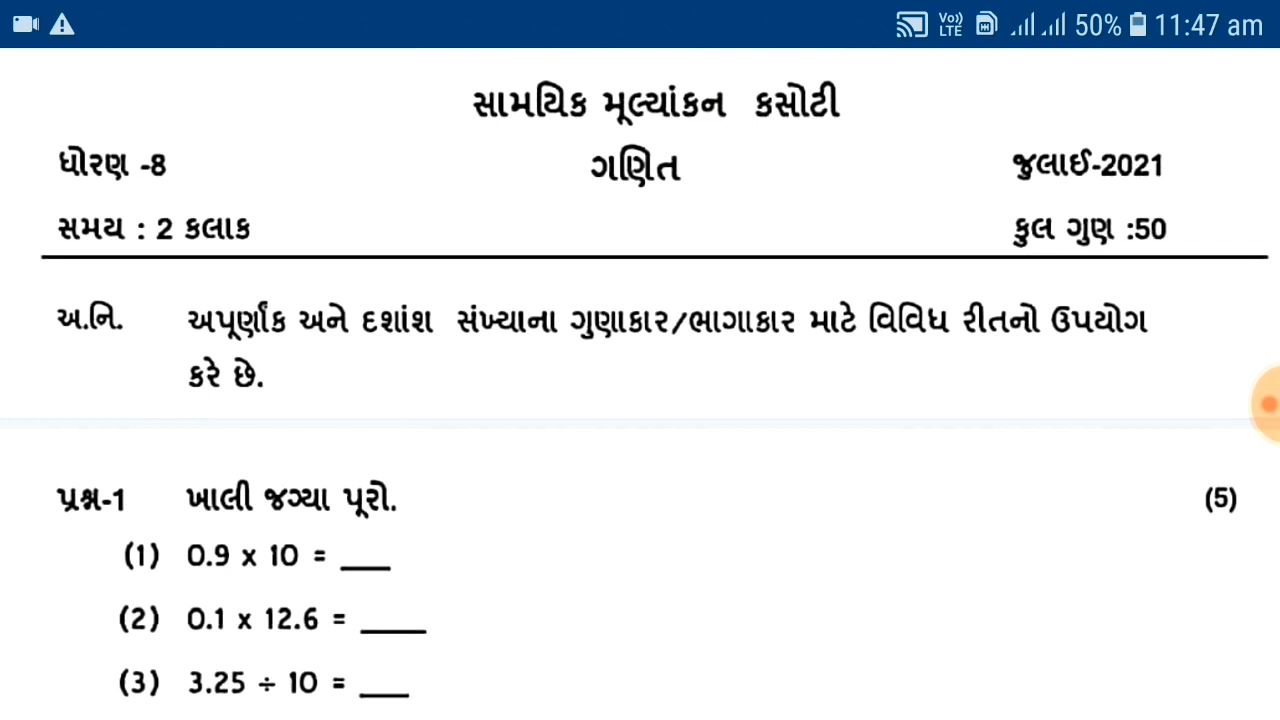 Vo)) LTE 50% 11:47 am
સામયિક મૂલ્યાંકન કસોટી
ધોરણ -8 ગણિત જુલાઈ-2021
સમય : 2 કલાક કુલ ગુણ :50
અ.નિ. અપૂર્ણાંક અને દશાંશ સંખ્યાના ગુણાકાર/ભાગાકાર માટે વિવિધ રીતનો ઉપયોગ
કરે છે.
પ્રશ્ન-1 ખાલી જગ્યા પૂરો. (5)
(1) 0.9 x 10 = ___
(2) 0.1 x 12.6 = ____
(3) 3.25 ÷ 10 = ___